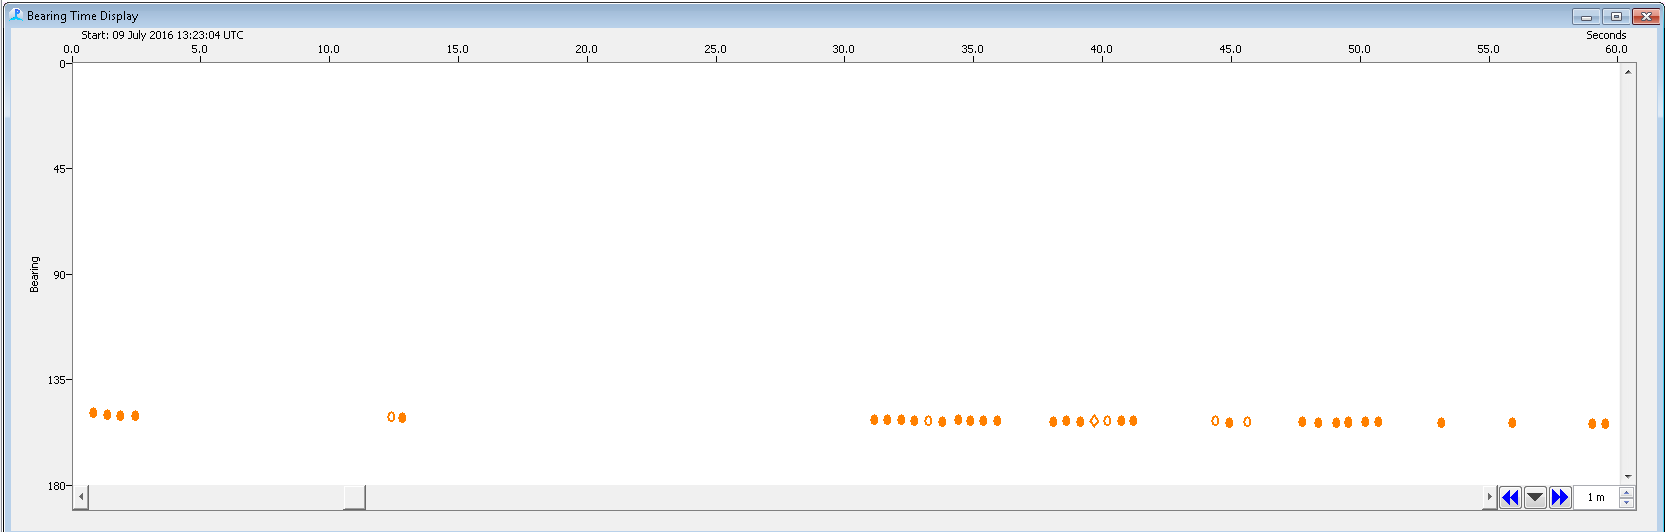 Bearing Time Display
Start: 09 July 2016 13:23:04 UTC
Seconds
0.0 5.0 10.0 15.0 20.0 25.0 30.0 35.0 40.0 45.0 50.0 55.0 60.0
0
45
90
Bearing
135
180
1 m